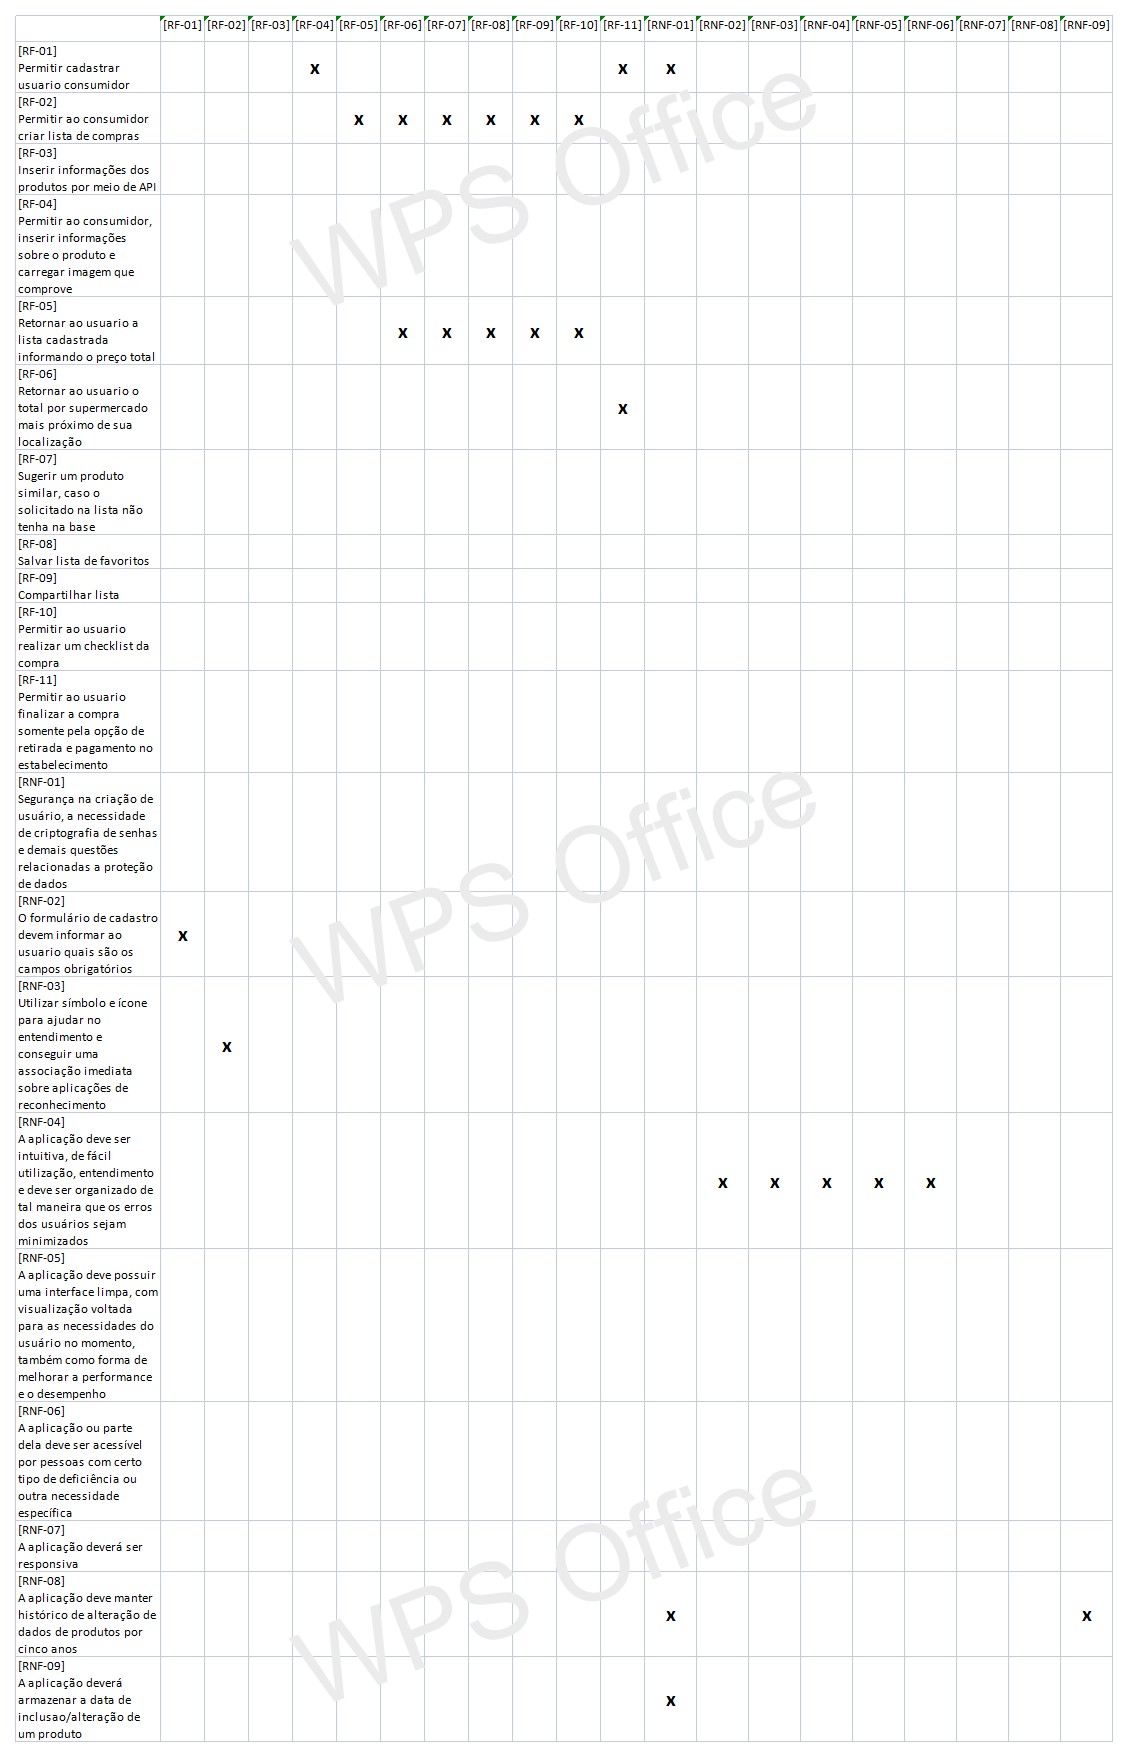 [RF-01] [RF-02] [RF-03] [RF-04] [RF-05] [RF-06] [RF-07] [RF-08] [RF-09] [RF-10] [RF-11] [RNF-01] [RNF-02] [RNF-03] [RNF-04] [RNF-05] [RNF-06] [RNF-07] [RNF-08] [RNF-09]
[RF-01]
Permitir cadastrar
usuario consumidor
x x x
[RF-02]
Permitir ao consumidor
criar lista de compras
x x x x x x
[RF-03]
Inserir informações dos
produtos por meio de API
[RF-04]
Permitir ao consumidor,
inserir informações
sobre o produto e
carregar imagem que
comprove
WPS Office
[RF-05]
Retornar ao usuario a
lista cadastrada
informando o preço total
x x x x x
[RF-06]
Retornar ao usuario o
total por supermercado
mais próximo de sua
localização
x
[RF-07]
Sugerir um produto
similar, caso o
solicitado na lista não
tenha na base
[RF-08]
Salvar lista de favoritos
[RF-09]
Compartilhar lista
[RF-10]
Permitir ao usuario
realizar um checklist da
compra
[RF-11]
Permitir ao usuario
finalizar a compra
somente pela opção de
retirada e pagamento no
estabelecimento
[RNF-01]
Segurança na criação de
usuário, a necessidade
de criptografia de senhas
e demais questões
relacionadas a proteção
de dados
WPS Office
[RNF-02]
O formulário de cadastro
devem informar ao
usuario quais são os
campos obrigatórios
x
[RNF-03]
Utilizar símbolo e ícone
para ajudar no
entendimento e
conseguir uma
associação imediata
sobre aplicações de
reconhecimento
x
[RNF-04]
A aplicação deve ser
intuitiva, de fácil
utilização, entendimento
e deve ser organizado de
tal maneira que os erros
dos usuários sejam
minimizados
x x x x x
[RNF-05]
A aplicação deve possuir
uma interface limpa, com
visualização voltada
para as necessidades do
usuário no momento,
também como forma de
melhorar a performance
e o desempenho
[RNF-06]
A aplicação ou parte
dela deve ser acessível
por pessoas com certo
tipo de deficiência ou
outra necessidade
específica
[RNF-07]
A aplicação deverá ser
responsiva
WPS Office
[RNF-08]
A aplicação deve manter
histórico de alteração de
dados de produtos por
cinco anos
x x
[RNF-09]
A aplicação deverá
armazenar a data de
inclusao/alteração de
um produto
x